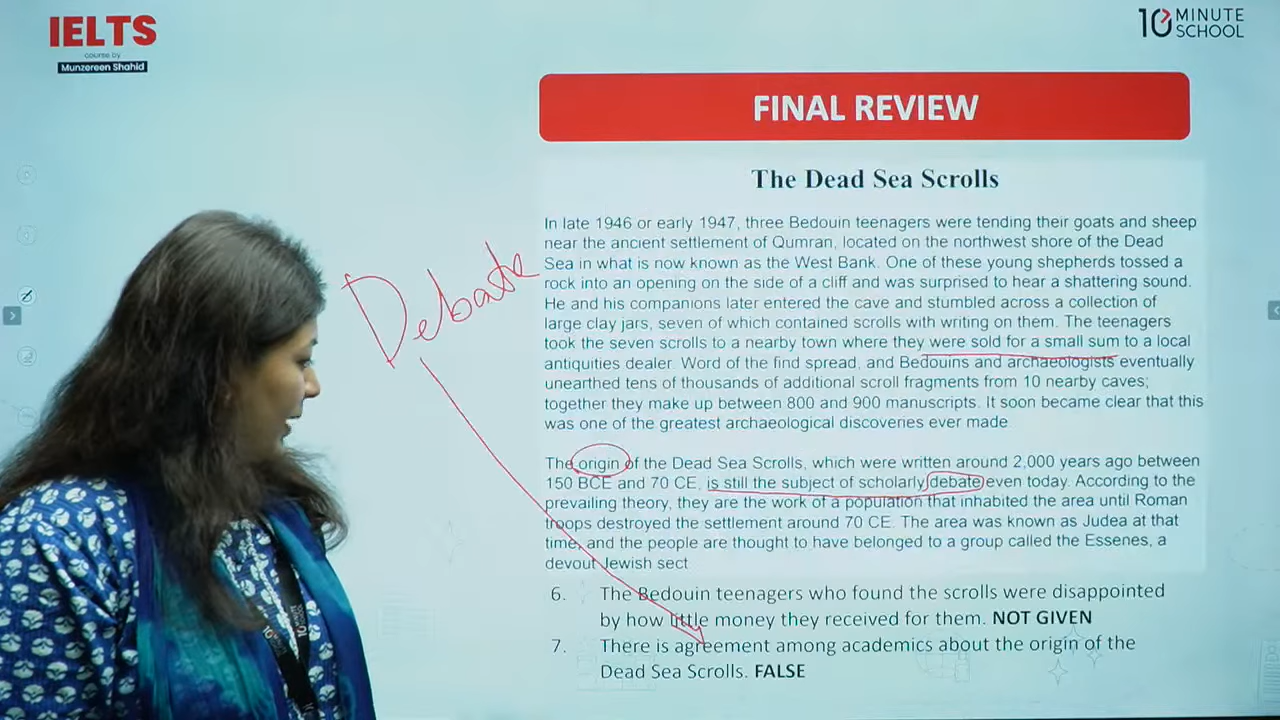 IELTS
course by
Munzereen Shahid
10 MINUTE
SCHOOL
FINAL REVIEW
The Dead Sea Scrolls
In late 1946 or early 1947, three Bedouin teenagers were tending their goats and sheep
near the ancient settlement of Qumran, located on the northwest shore of the Dead
Sea in what is now known as the West Bank. One of these young shepherds tossed a
rock into an opening on the side of a cliff and was surprised to hear a shattering sound.
He and his companions later entered the cave and stumbled across a collection of
large clay jars, seven of which contained scrolls with writing on them. The teenagers
took the seven scrolls to a nearby town where they were sold for a small sum to a local
antiquities dealer. Word of the find spread, and Bedouins and archaeologists eventually
unearthed tens of thousands of additional scroll fragments from 10 nearby caves;
together they make up between 800 and 900 manuscripts. It soon became clear that this
was one of the greatest archaeological discoveries ever made
Debate
The origin of the Dead Sea Scrolls, which were written around 2,000 years ago between
150 BCE and 70 CE, is still the subject of scholarly debate even today. According to the
prevailing theory, they are the work of a population that inhabited the area until Roman
troops destroyed the settlement around 70 CE. The area was known as Judea at that
time, and the people are thought to have belonged to a group called the Essenes, a
devout Jewish sect
6. The Bedouin teenagers who found the scrolls were disappointed
by how little money they received for them. NOT GIVEN
7. There is agreement among academics about the origin of the
Dead Sea Scrolls. FALSE